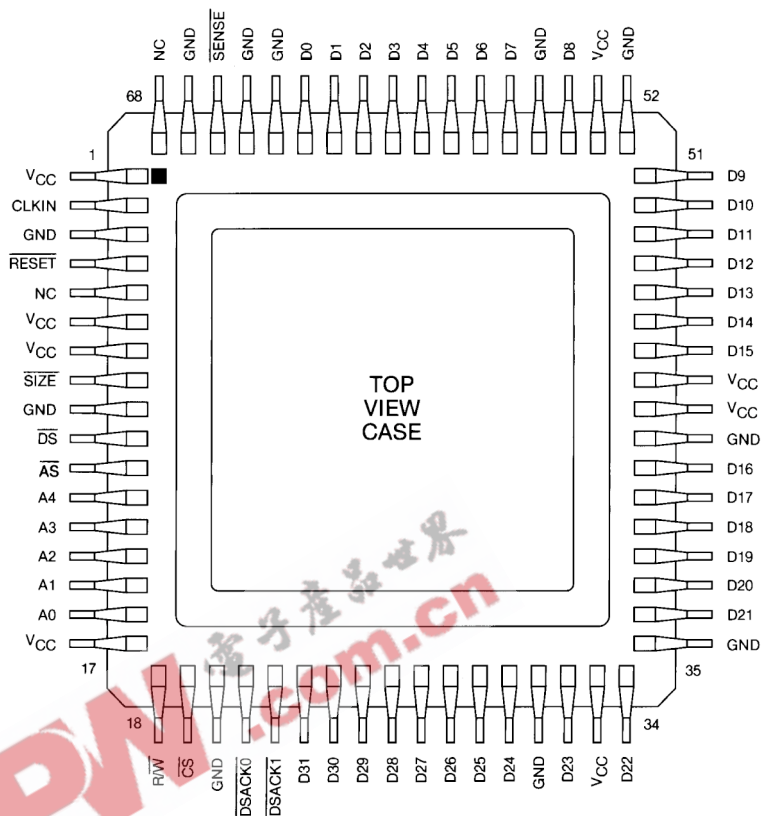 NC GND SENSE GND GND D0 D1 D2 D3 D4 D5 D6 D7 GND D8 VCC GND
68 52
1 51
VCC D9
CLKIN D10
GND D11
RESET D12
NC D13
VCC D14
VCC D15
SIZE VCC
GND VCC
DS GND
AS D16
A4 D17
A3 D18
A2 D19
A1 D20
A0 D21
VCC GND
17 35
18 34
TOP
VIEW
CASE
R/W CS GND DSACK0 DSACK1 D31 D30 D29 D28 D27 D26 D25 D24 GND D23 VCC D22
電子產品世界
PW.com.cn